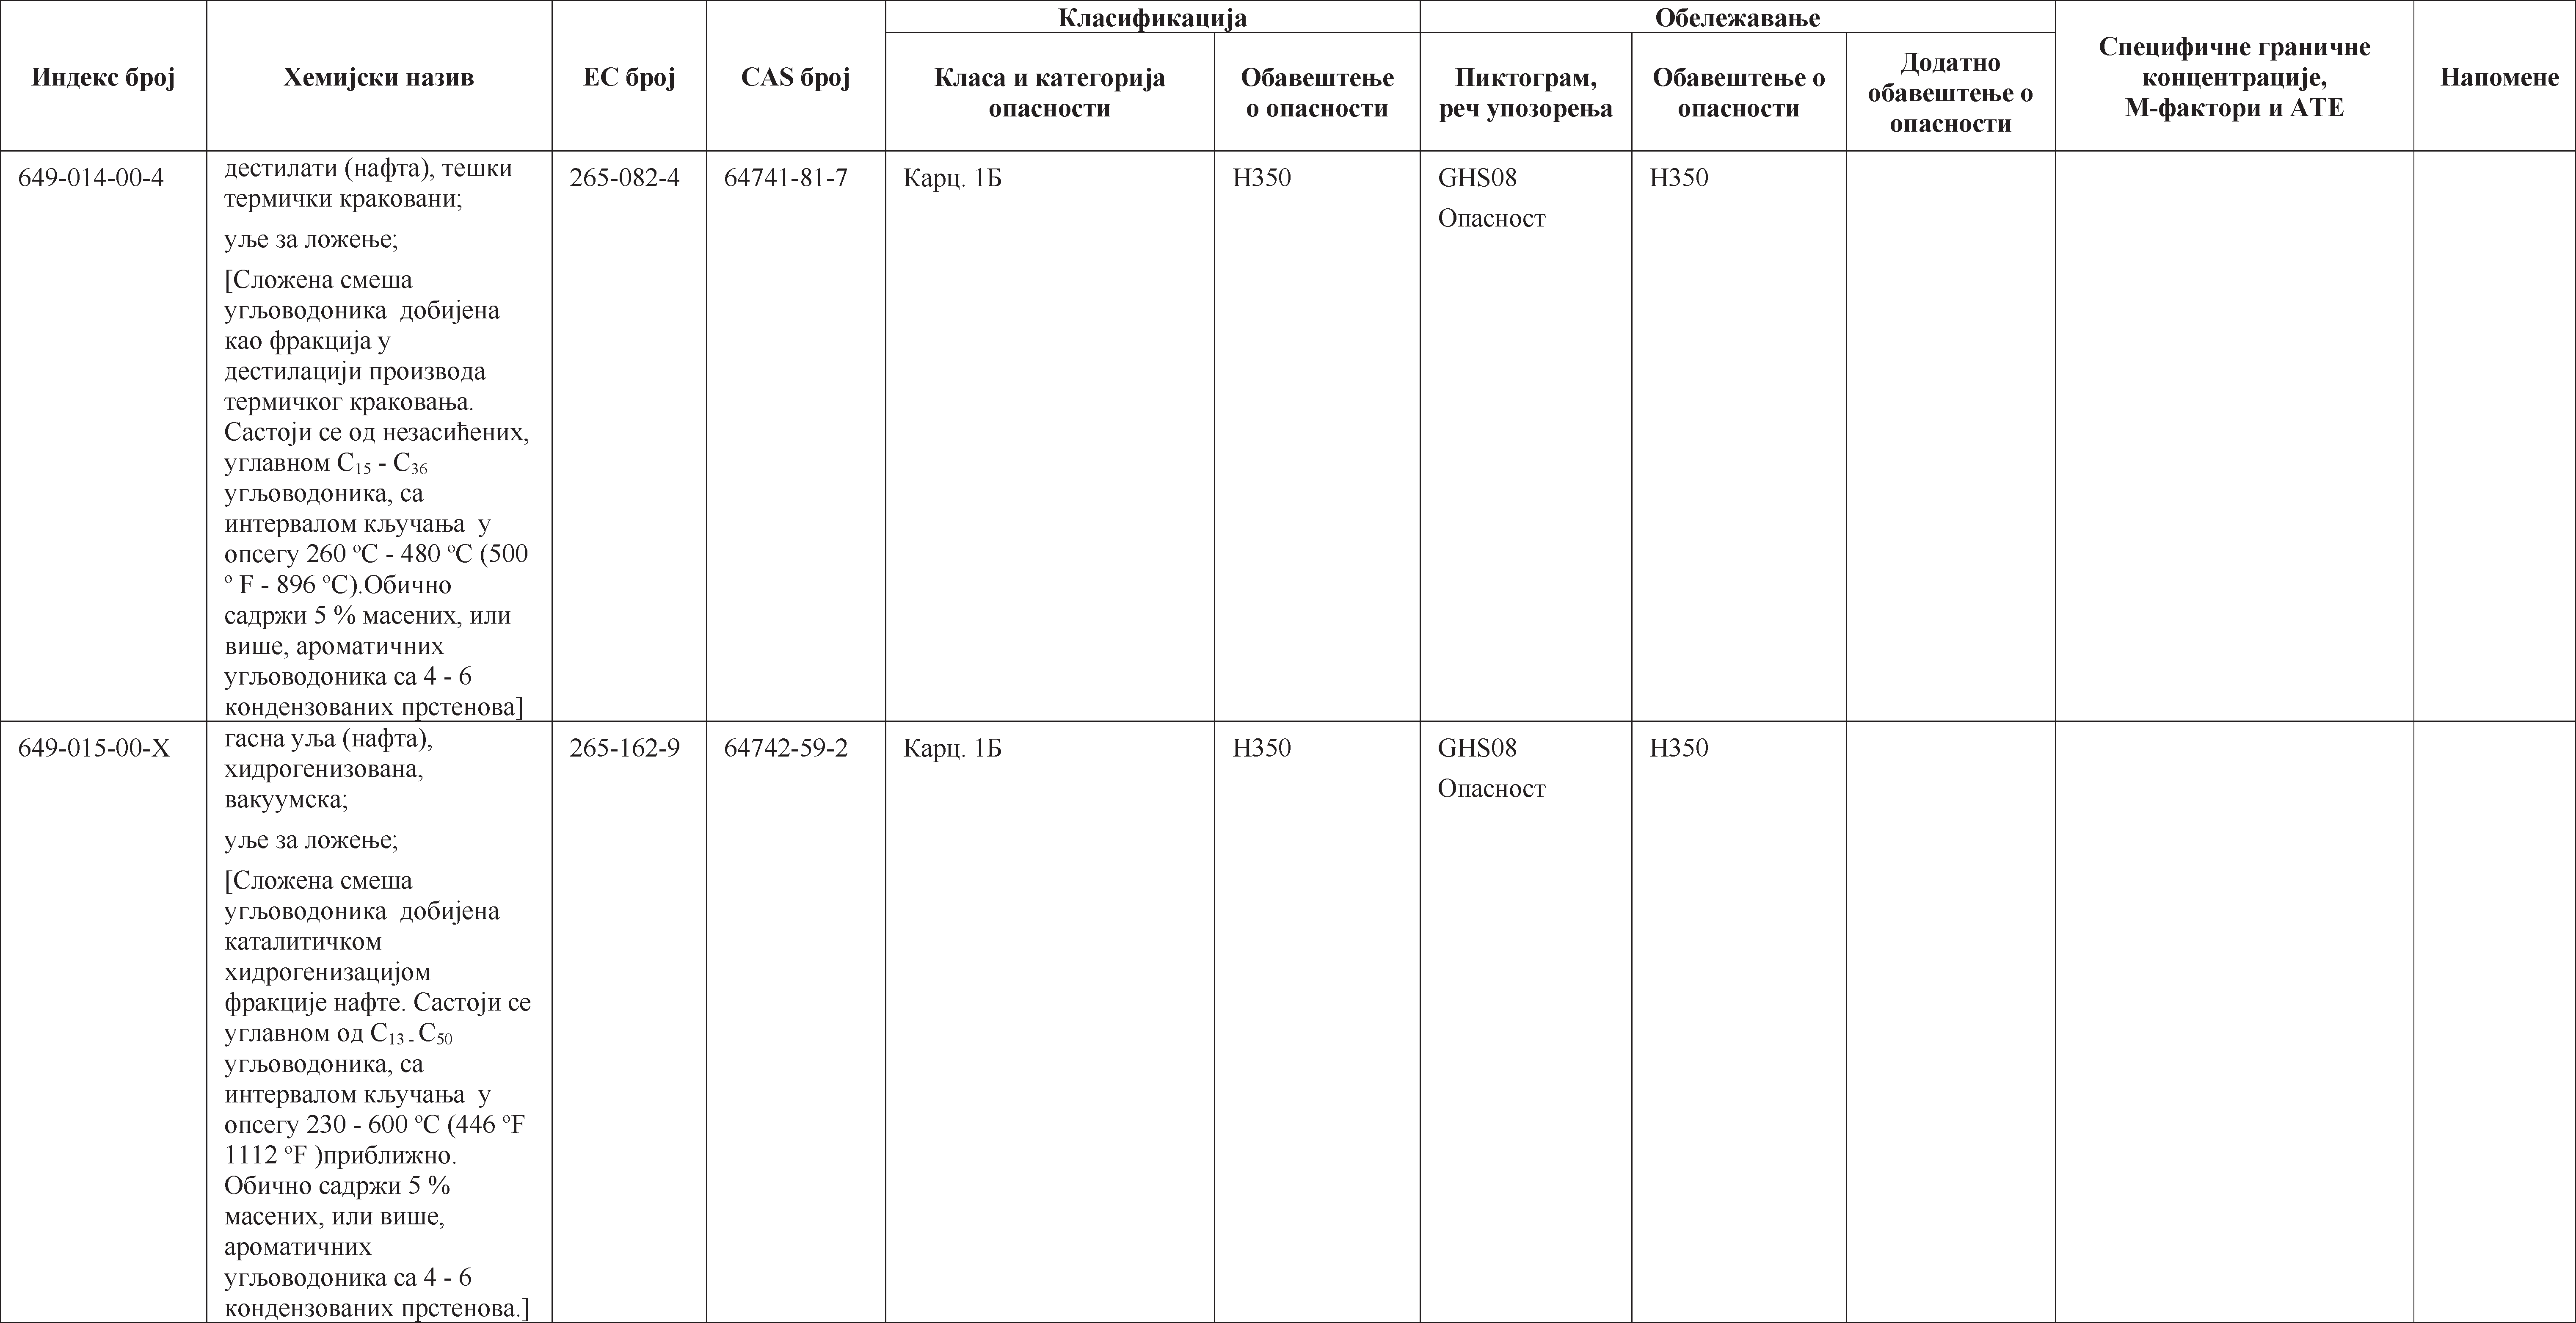 Индекс број
Хемијски назив
ЕС број
CAS број
Класификација
Класа и категорија
опасности
Обавештење
о опасности
Обележавање
Пиктограм,
реч упозорења
Обавештење о
опасности
Додатно
обавештење о
опасности
Специфичне граничне
концентрације,
М-фактори и АТЕ
Напомене
649-014-00-4
дестилати (нафта), тешки
термички краковани;
уље за ложење;
[Сложена смеша
угљоводоника  добијена
као фракција у
дестилацији производа
термичког краковања.
Састоји се од незасићених,
углавном C₁₅ - C₃₆
угљоводоника, са
интервалом кључања  у
опсегу 260 ºC - 480 ºC (500
º F - 896 ºC).Обично
садржи 5 % масених, или
више, ароматичних
угљоводоника са 4 - 6
кондензованих прстенова]
265-082-4
64741-81-7
Карц. 1Б
H350
GHS08
Опасност
H350
649-015-00-X
гасна уља (нафта),
хидрогенизована,
вакуумска;
уље за ложење;
[Сложена смеша
угљоводоника  добијена
каталитичком
хидрогенизацијом
фракције нафте. Састоји се
углавном од C₁₃ - C₅₀
угљоводоника, са
интервалом кључања  у
опсегу 230 - 600 ºC (446 ºF
1112 ºF )приближно.
Обично садржи 5 %
масених, или више,
ароматичних
угљоводоника са 4 - 6
кондензованих прстенова.]
265-162-9
64742-59-2
Карц. 1Б
H350
GHS08
Опасност
H350